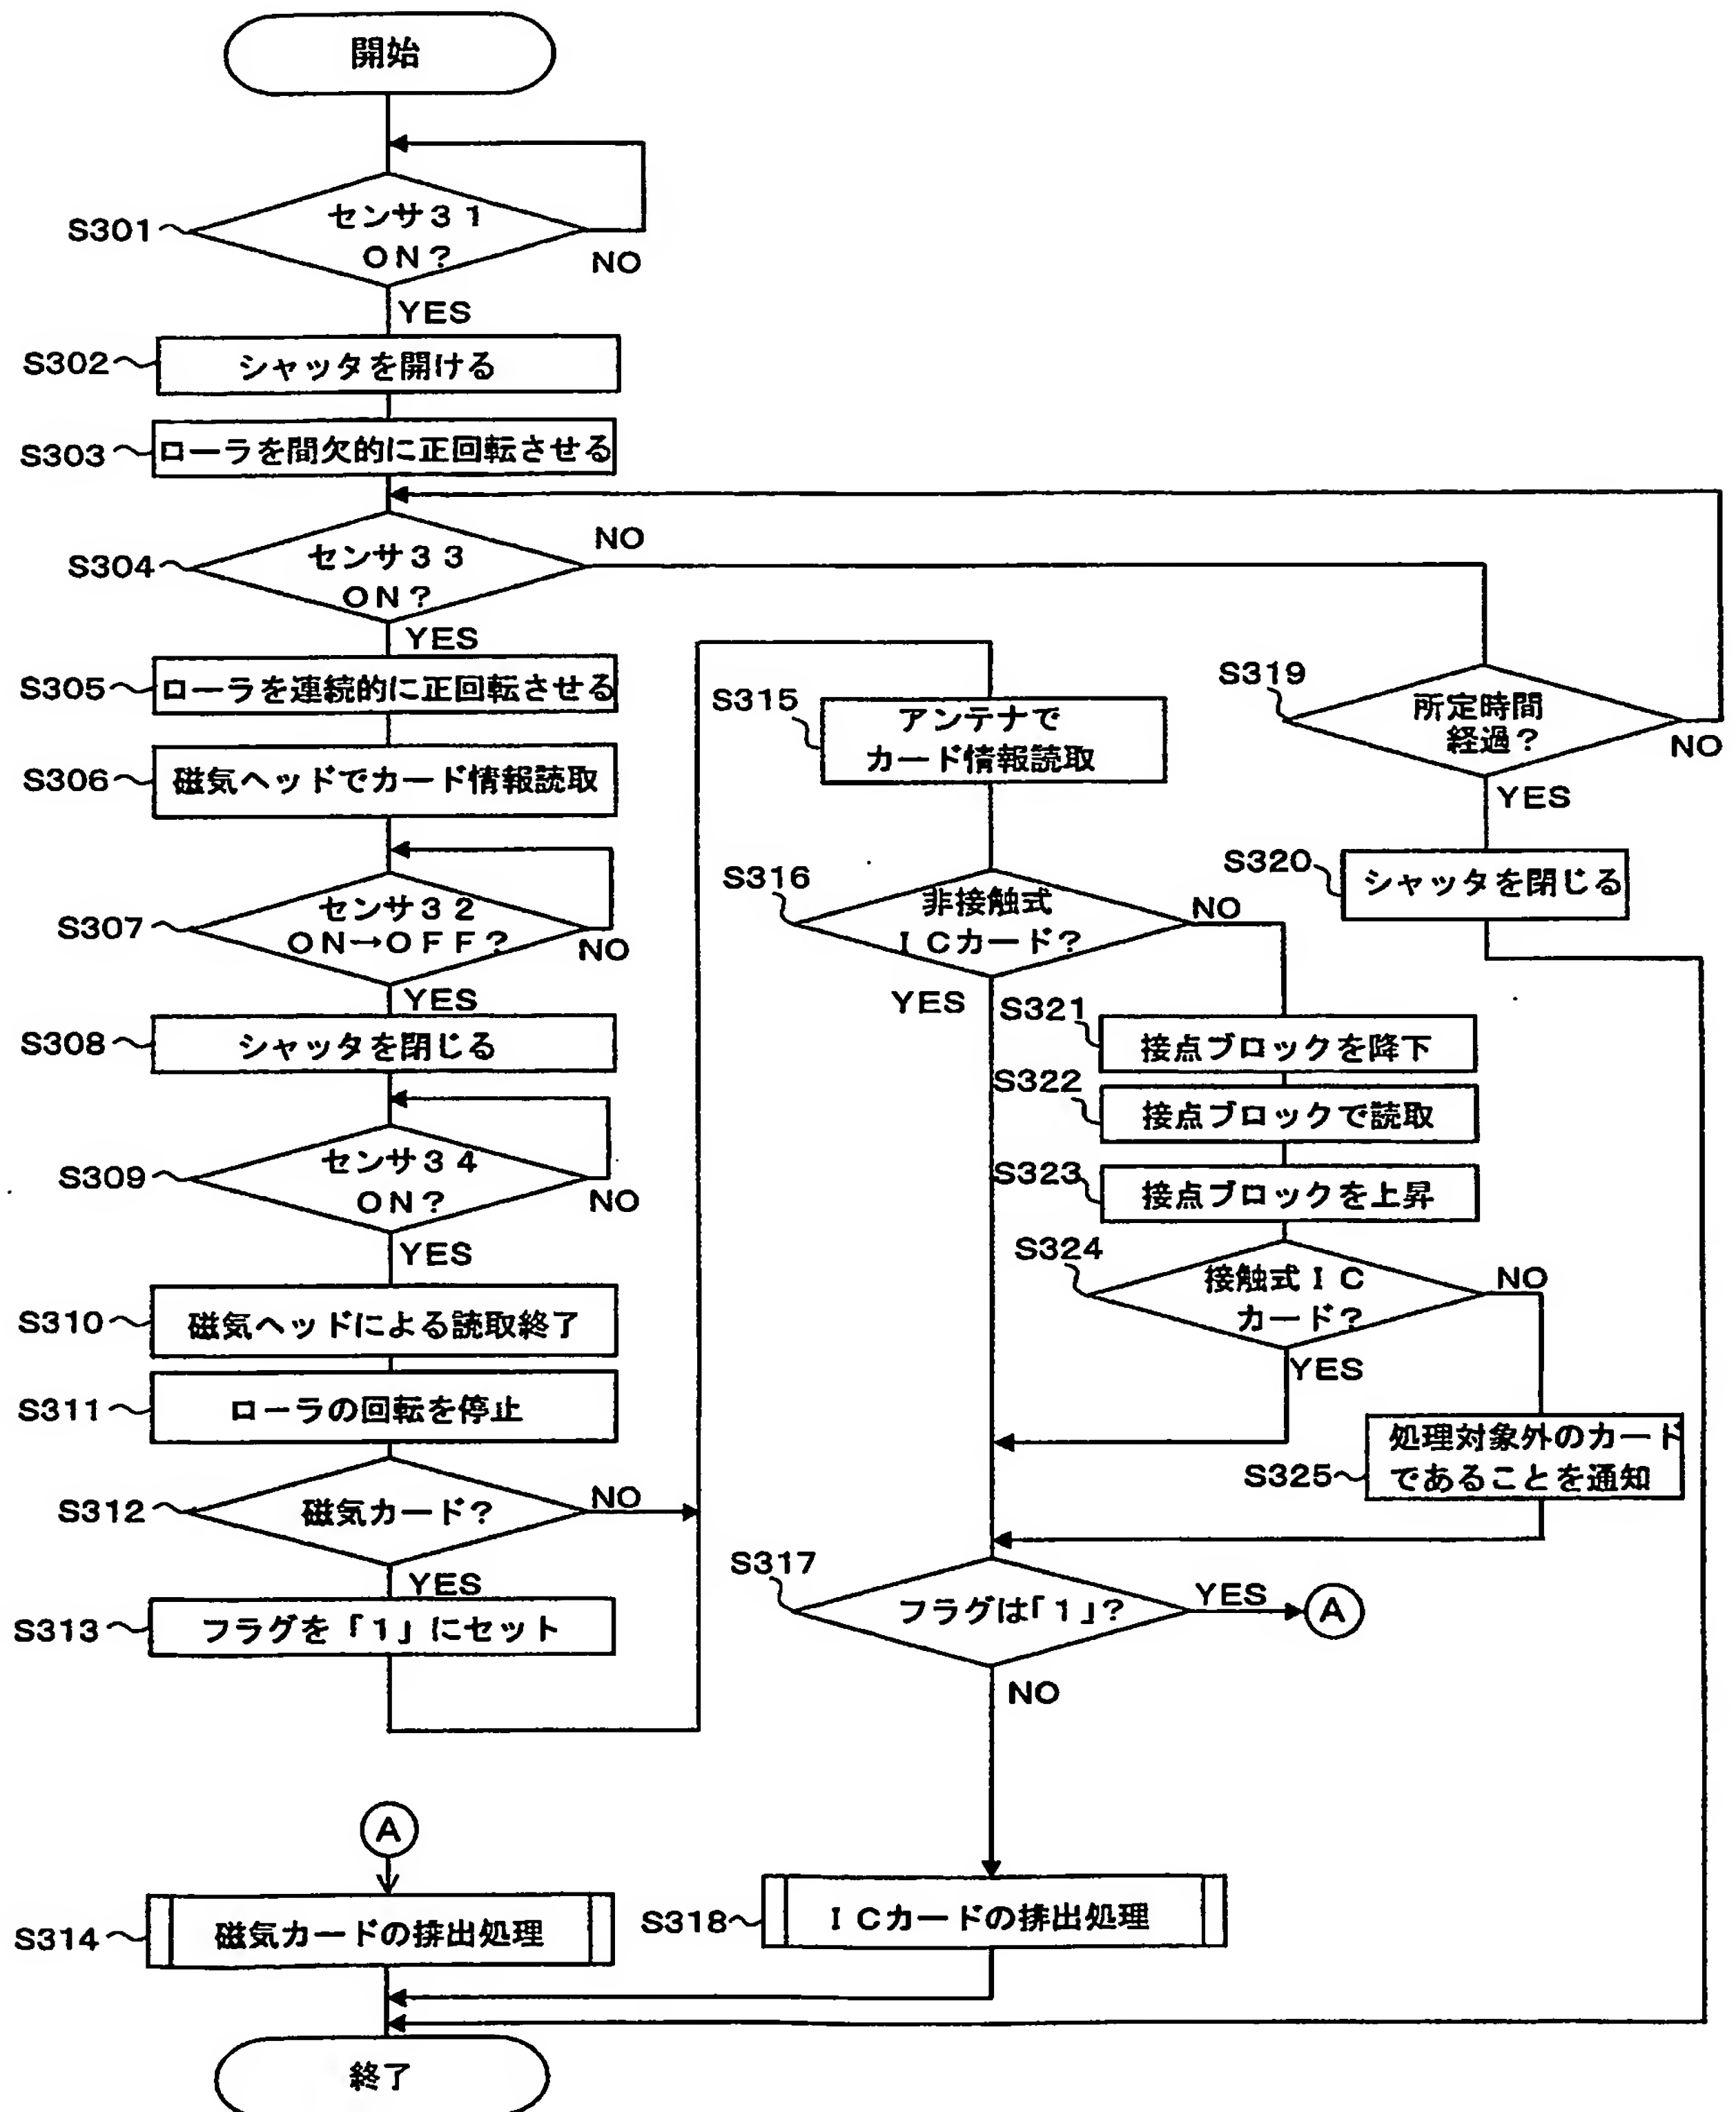 開始
S301
センサ31
ON?
NO
YES
S302
シャッタを開ける
S303
ローラを間欠的に正回転させる
S304
センサ33
ON?
NO
YES
S305
ローラを連続的に正回転させる
S306
磁気ヘッドでカード情報読取
S307
センサ32
ON→OFF?
NO
YES
S308
シャッタを閉じる
S309
センサ34
ON?
NO
YES
S310
磁気ヘッドによる読取終了
S311
ローラの回転を停止
S312
磁気カード?
NO
YES
S313
フラグを「1」にセット
A
S314
磁気カードの排出処理
終了
S315
アンテナで
カード情報読取
S316
非接触式
ICカード?
NO
YES
S321
接点ブロックを降下
S322
接点ブロックで読取
S323
接点ブロックを上昇
S324
接触式IC
カード?
NO
YES
S325
処理対象外のカード
であることを通知
S317
フラグは「1」?
YES
A
NO
S318
ICカードの排出処理
S319
所定時間
経過?
NO
YES
S320
シャッタを閉じる